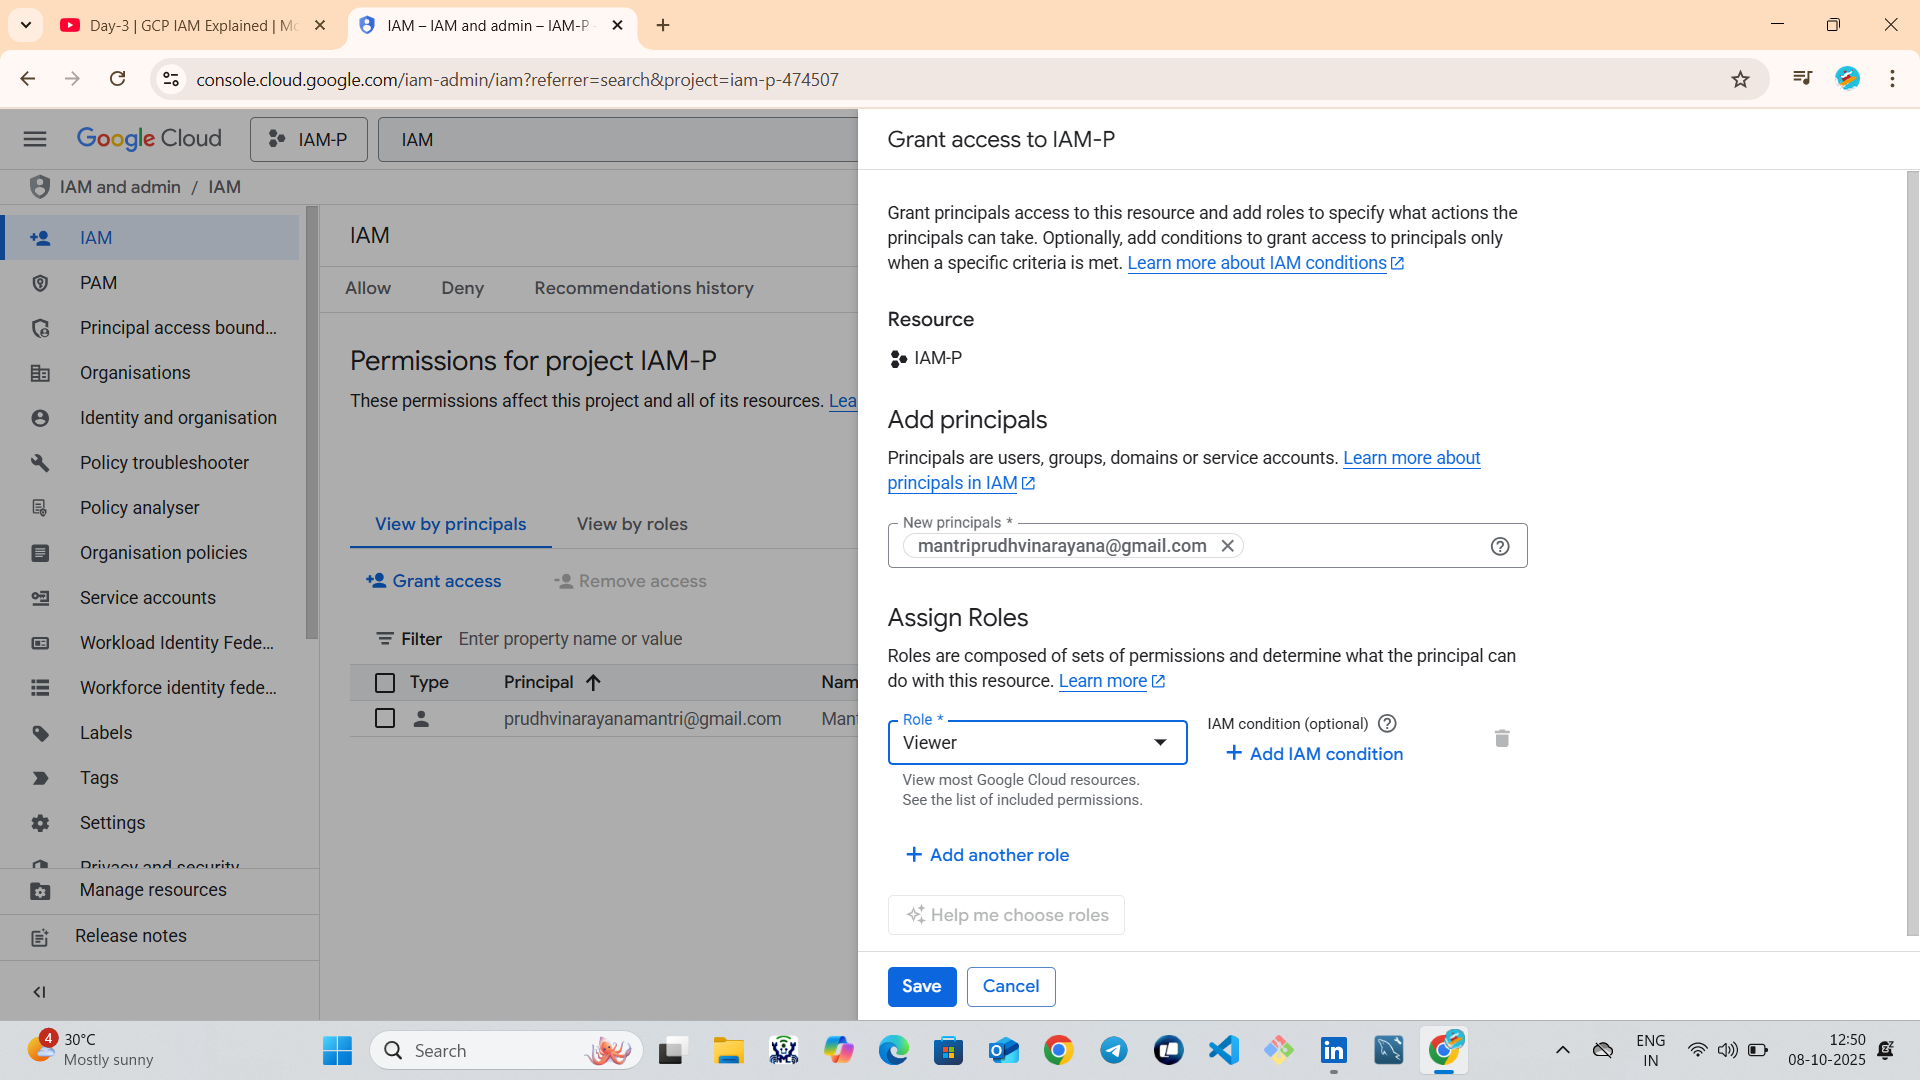 Day-3 | GCP IAM Explained | Mo
IAM – IAM and admin – IAM-P
console.cloud.google.com/iam-admin/iam?referrer=search&project=iam-p-474507
Google Cloud
IAM-P
IAM
IAM and admin / IAM
IAM
PAM
Principal access bound...
Organisations
Identity and organisation
Policy troubleshooter
Policy analyser
Organisation policies
Service accounts
Workload Identity Fede...
Workforce identity fede...
Labels
Tags
Settings
Privacy and security
Manage resources
Release notes
IAM
Allow
Deny
Recommendations history
Permissions for project IAM-P
These permissions affect this project and all of its resources. Lea
View by principals
View by roles
Grant access
Remove access
Filter
Enter property name or value
Type
Principal
Nam
prudhvinarayanamantri@gmail.com
Mant
Grant access to IAM-P
Grant principals access to this resource and add roles to specify what actions the
principals can take. Optionally, add conditions to grant access to principals only
when a specific criteria is met. Learn more about IAM conditions
Resource
IAM-P
Add principals
Principals are users, groups, domains or service accounts. Learn more about
principals in IAM
New principals *
mantriprudhvinarayana@gmail.com
Assign Roles
Roles are composed of sets of permissions and determine what the principal can
do with this resource. Learn more
Role *
Viewer
IAM condition (optional)
Add IAM condition
View most Google Cloud resources.
See the list of included permissions.
Add another role
Help me choose roles
Save
Cancel
4
30°C
Mostly sunny
Search
ENG
IN
12:50
08-10-2025